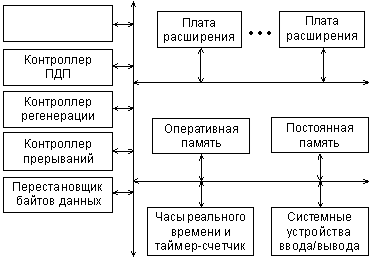 Плата
расширения
Плата
расширения
Контроллер
ПДП
Контроллер
регенерации
Контроллер
прерываний
Перестановщик
байтов данных
Оперативная
память
Постоянная
память
Часы реального
времени и
таймер-счетчик
Системные
устройства
ввода/вывода